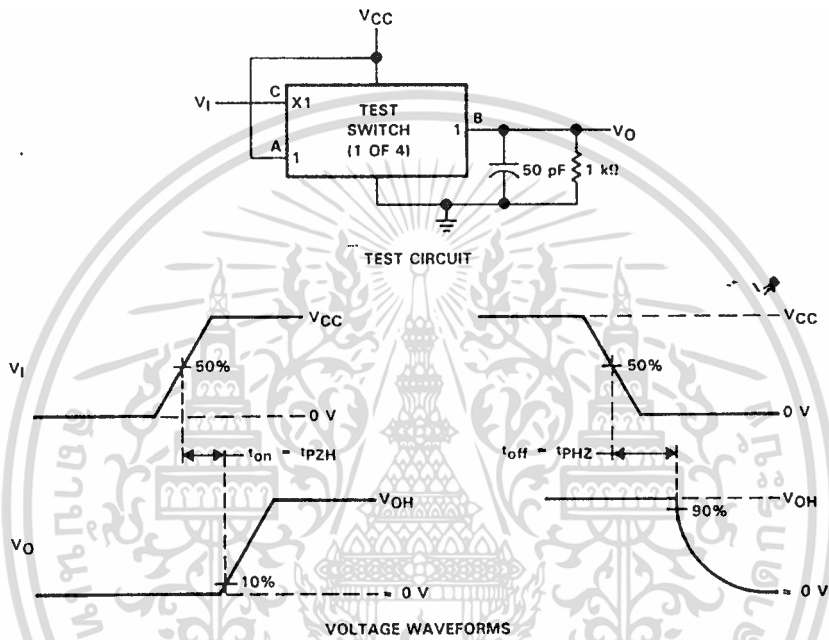 VCC
VI
C
X1
TEST
SWITCH
(1 OF 4)
A
1
1
B
VO
50 pF
1 kΩ
TEST CIRCUIT
VI
VCC
50%
0 V
VCC
50%
0 V
ton = tPZH
toff = tPHZ
VO
VOH
10%
≈ 0 V
VOH
90%
≈ 0 V
VOLTAGE WAVEFORMS